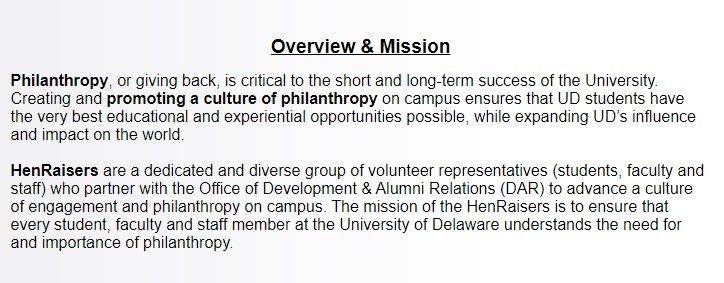 Overview & Mission
Philanthropy, or giving back, is critical to the short and long-term success of the University.
Creating and promoting a culture of philanthropy on campus ensures that UD students have
the very best educational and experiential opportunities possible, while expanding UD's influence
and impact on the world.
HenRaisers are a dedicated and diverse group of volunteer representatives (students, faculty and
staff) who partner with the Office of Development & Alumni Relations (DAR) to advance a culture
of engagement and philanthropy on campus. The mission of the HenRaisers is to ensure that
every student, faculty and staff member at the University of Delaware understands the need for
and importance of philanthropy.